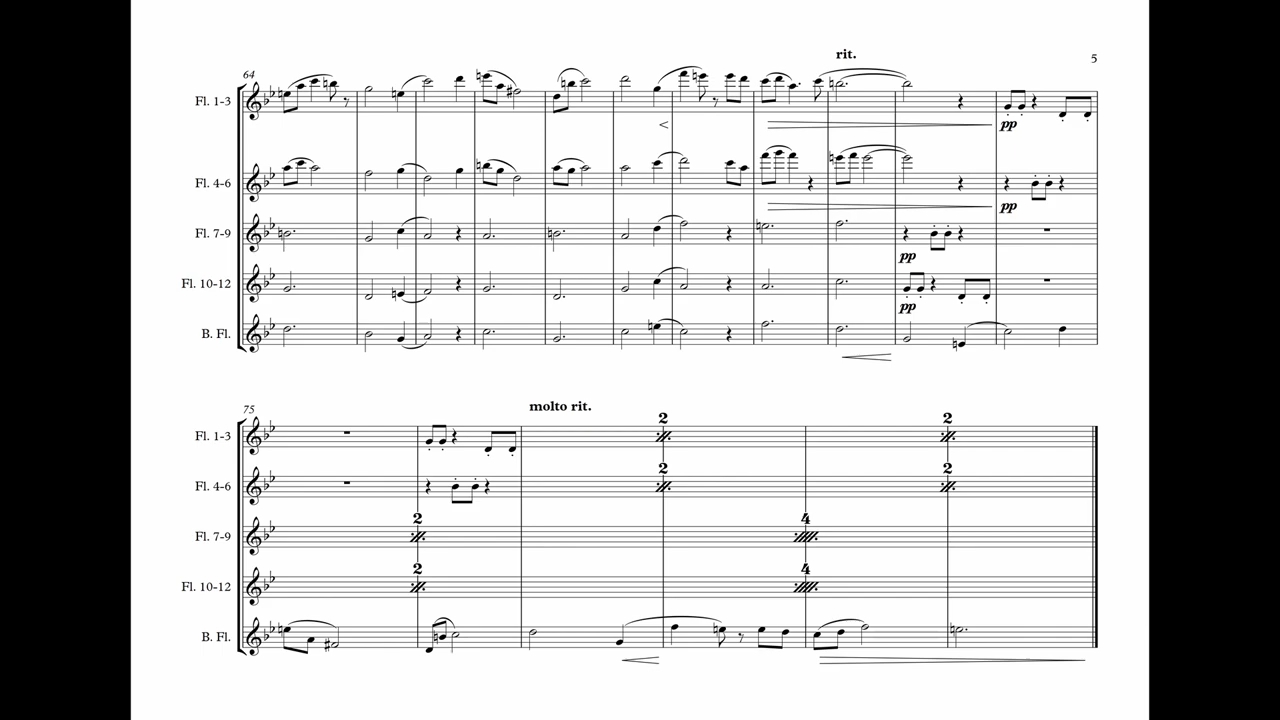 rit.
5
64
Fl. 1-3
pp
Fl. 4-6
pp
Fl. 7-9
pp
Fl. 10-12
pp
B. Fl.
molto rit.
75
2 2
Fl. 1-3
2 2
Fl. 4-6
2 4
Fl. 7-9
2 4
Fl. 10-12
B. Fl.